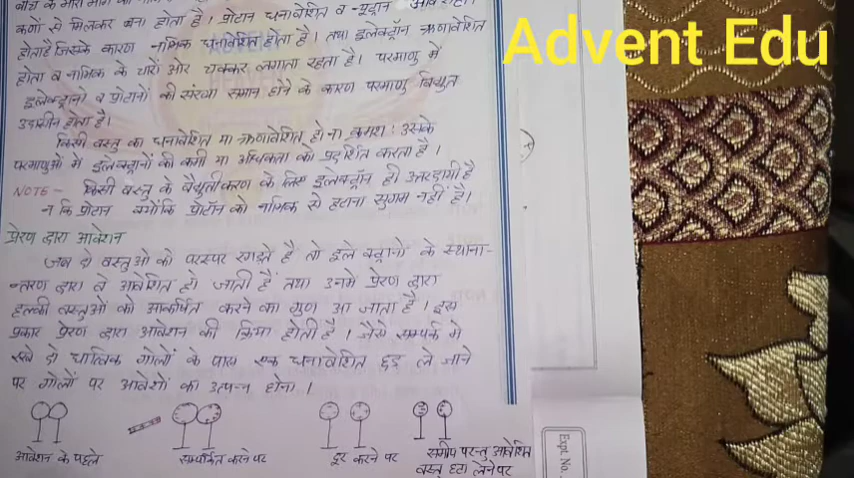 कणों से मिलकर बना होता है। प्रोटान धनावेशित व न्यूट्रान
होता है जिसके कारण नाभिक धनावेशित होता है। तथा इलेक्ट्रॉन ऋणावेशित
होता व नाभिक के चारों ओर चक्कर लगाता रहता है। परमाणु में
इलेक्ट्रानों व प्रोटानों की संख्या समान होने के कारण परमाणु विद्युत
उदासीन होता है।
किसी वस्तु का धनावेशित या ऋणावेशित होना क्रमशः उसके
परमाणुओं में इलेक्ट्रानों की कमी या अधिकता को प्रदर्शित करता है।
NOTE - किसी वस्तु के वैद्युतीकरण के लिए इलेक्ट्रॉन ही उत्तरदायी है
न कि प्रोटान क्योंकि प्रोटॉन को नाभिक से हटाना सुगम नहीं है।
प्रेरण द्वारा आवेशन
जब दो वस्तुओं को परस्पर रगड़ते है तो इलेक्ट्रानों के स्थाना-
न्तरण द्वारा वे आवेशित हो जाती हैं तथा उनमें प्रेरण द्वारा
हल्की वस्तुओं को आकर्षित करने का गुण आ जाता है। इस
प्रकार प्रेरण द्वारा आवेशन की क्रिया होती है। जैसे सम्पर्क में
रखे दो धात्विक गोलों के पास एक धनावेशित छड़ ले जाने
पर गोलों पर आवेशों का उत्पन्न होना।
आवेशन के पहले
सम्पर्कित करने पर
दूर करने पर
समीप परन्तु आवेशित
वस्तु हटा लेने पर
Advent Edu
Expt. No.